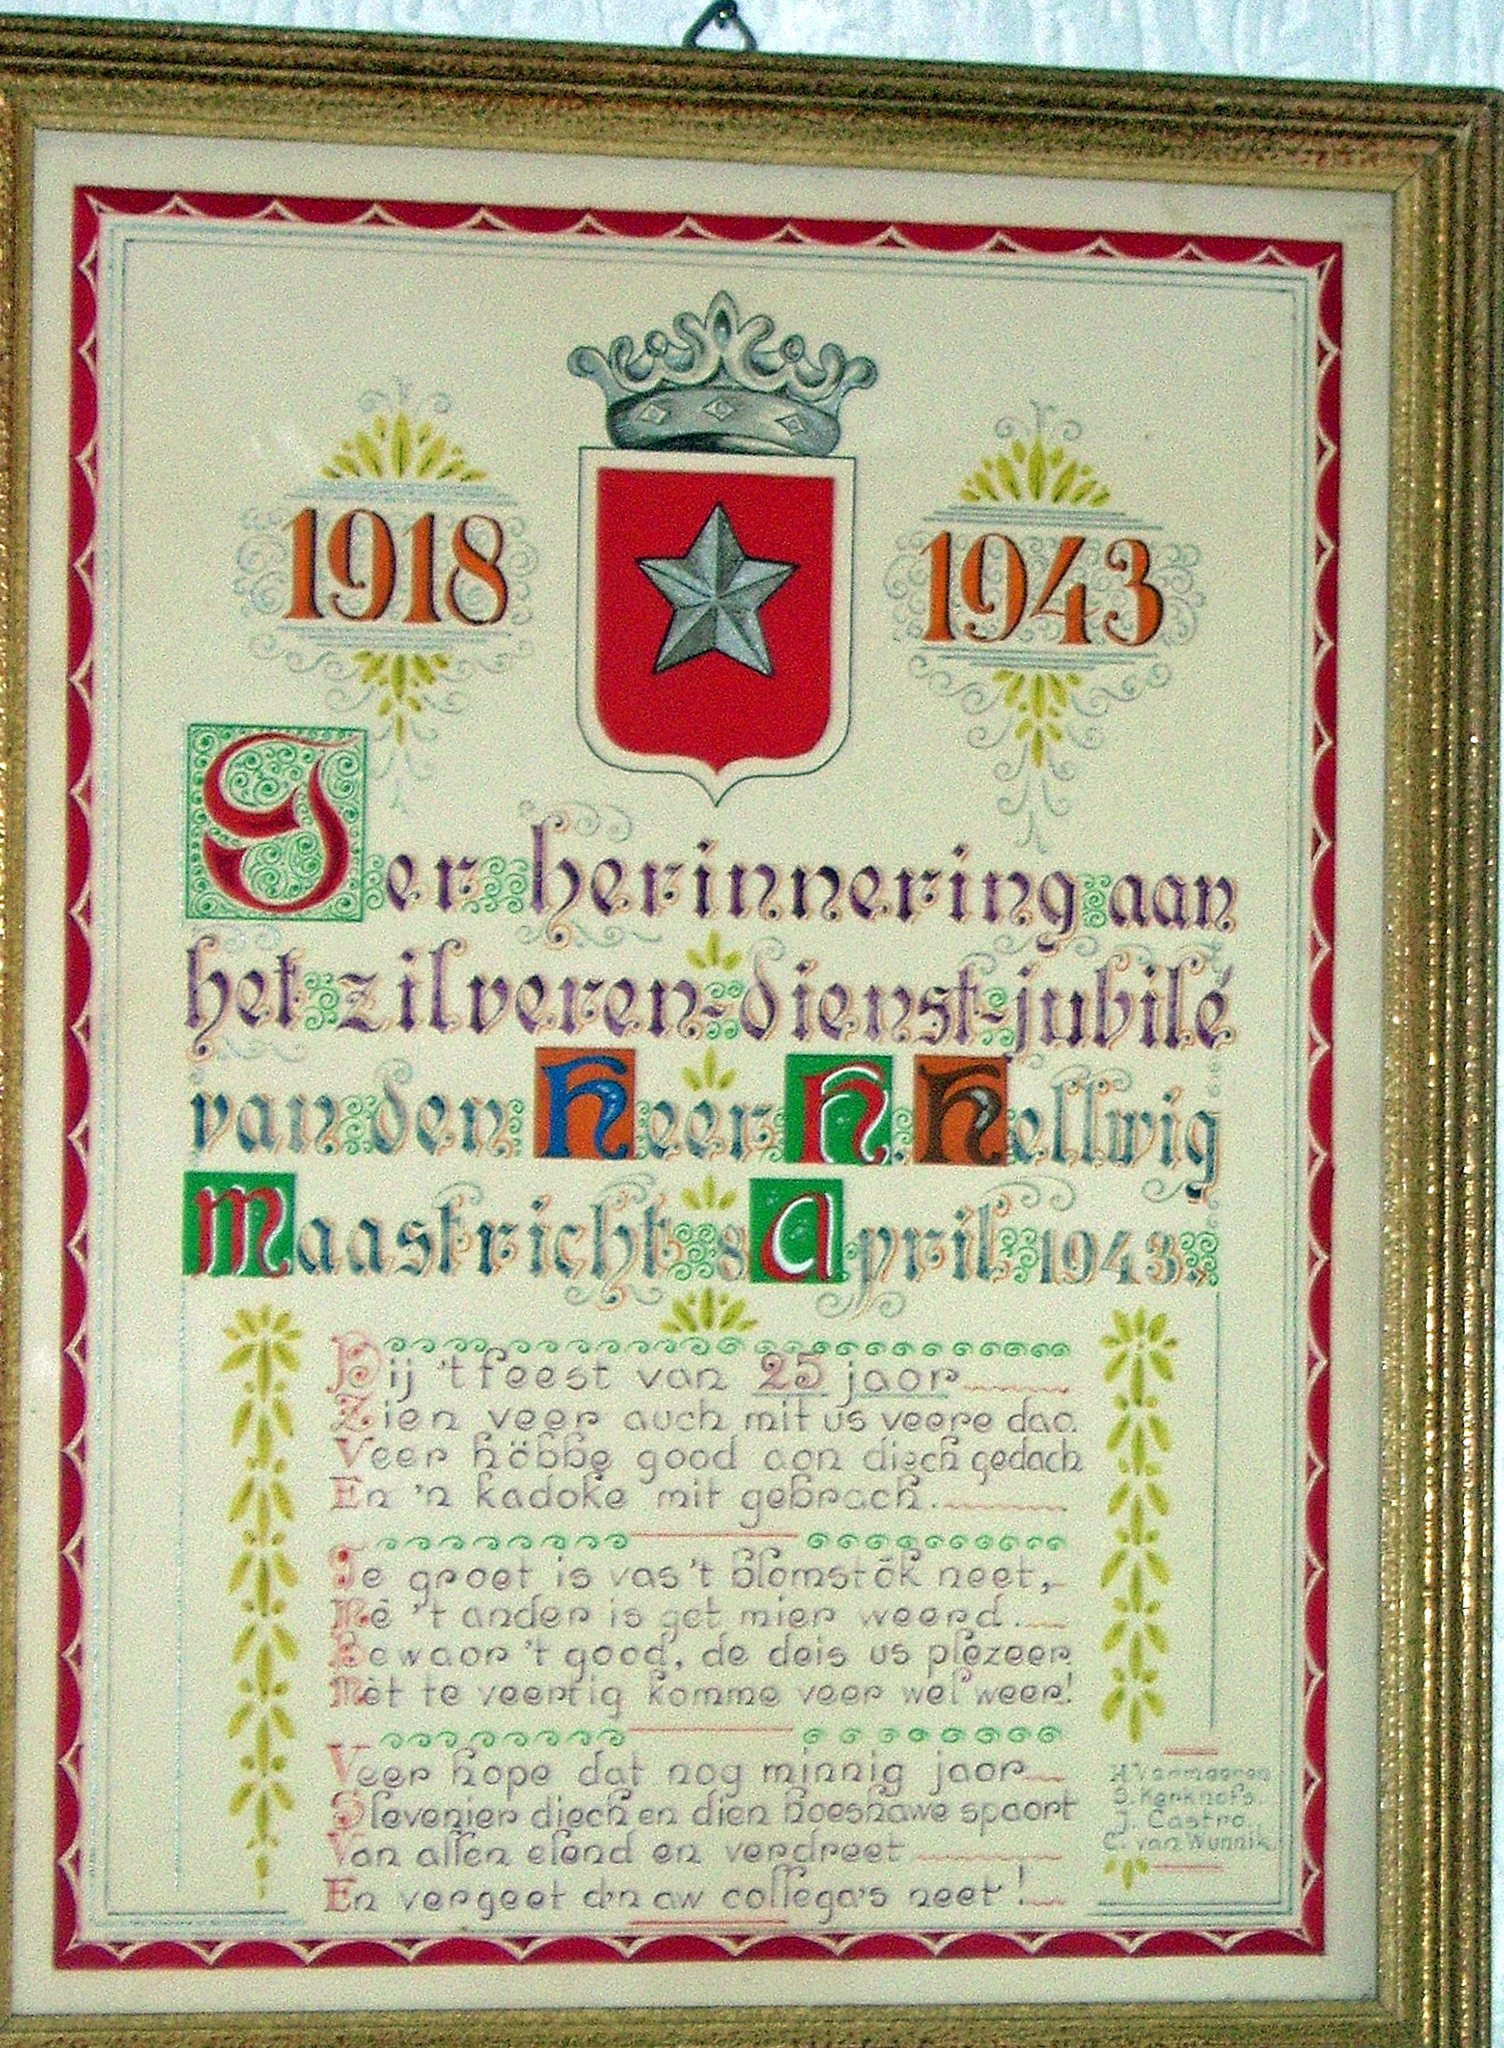 1918
1943
Ter herinnering aan
het zilveren-dienst-jubilé
van den Heer H. Hellwig
Maastricht 8 April 1943.
Bij 't feest van 25 jaor
Zien veer auch mit us veere dao.
Veer höbbe good aon diech gedach
En 'n kadoke mit gebrach.
Te groet is vas 't blomstök neet,
Mè 't ander is get mier weerd.
Bewaor 't good, de deis us plezeer
Mèt te veertig komme veer wel weer!
Veer hope dat nog minnig jaor
Slevenier diech en dien hoeshawe spaort
Van allen elend en verdreet
En vergeet d'n aw collega's neet!
H. Vermeeren
S. Kerkhofs.
J. Castro.
C. van Wunnik.